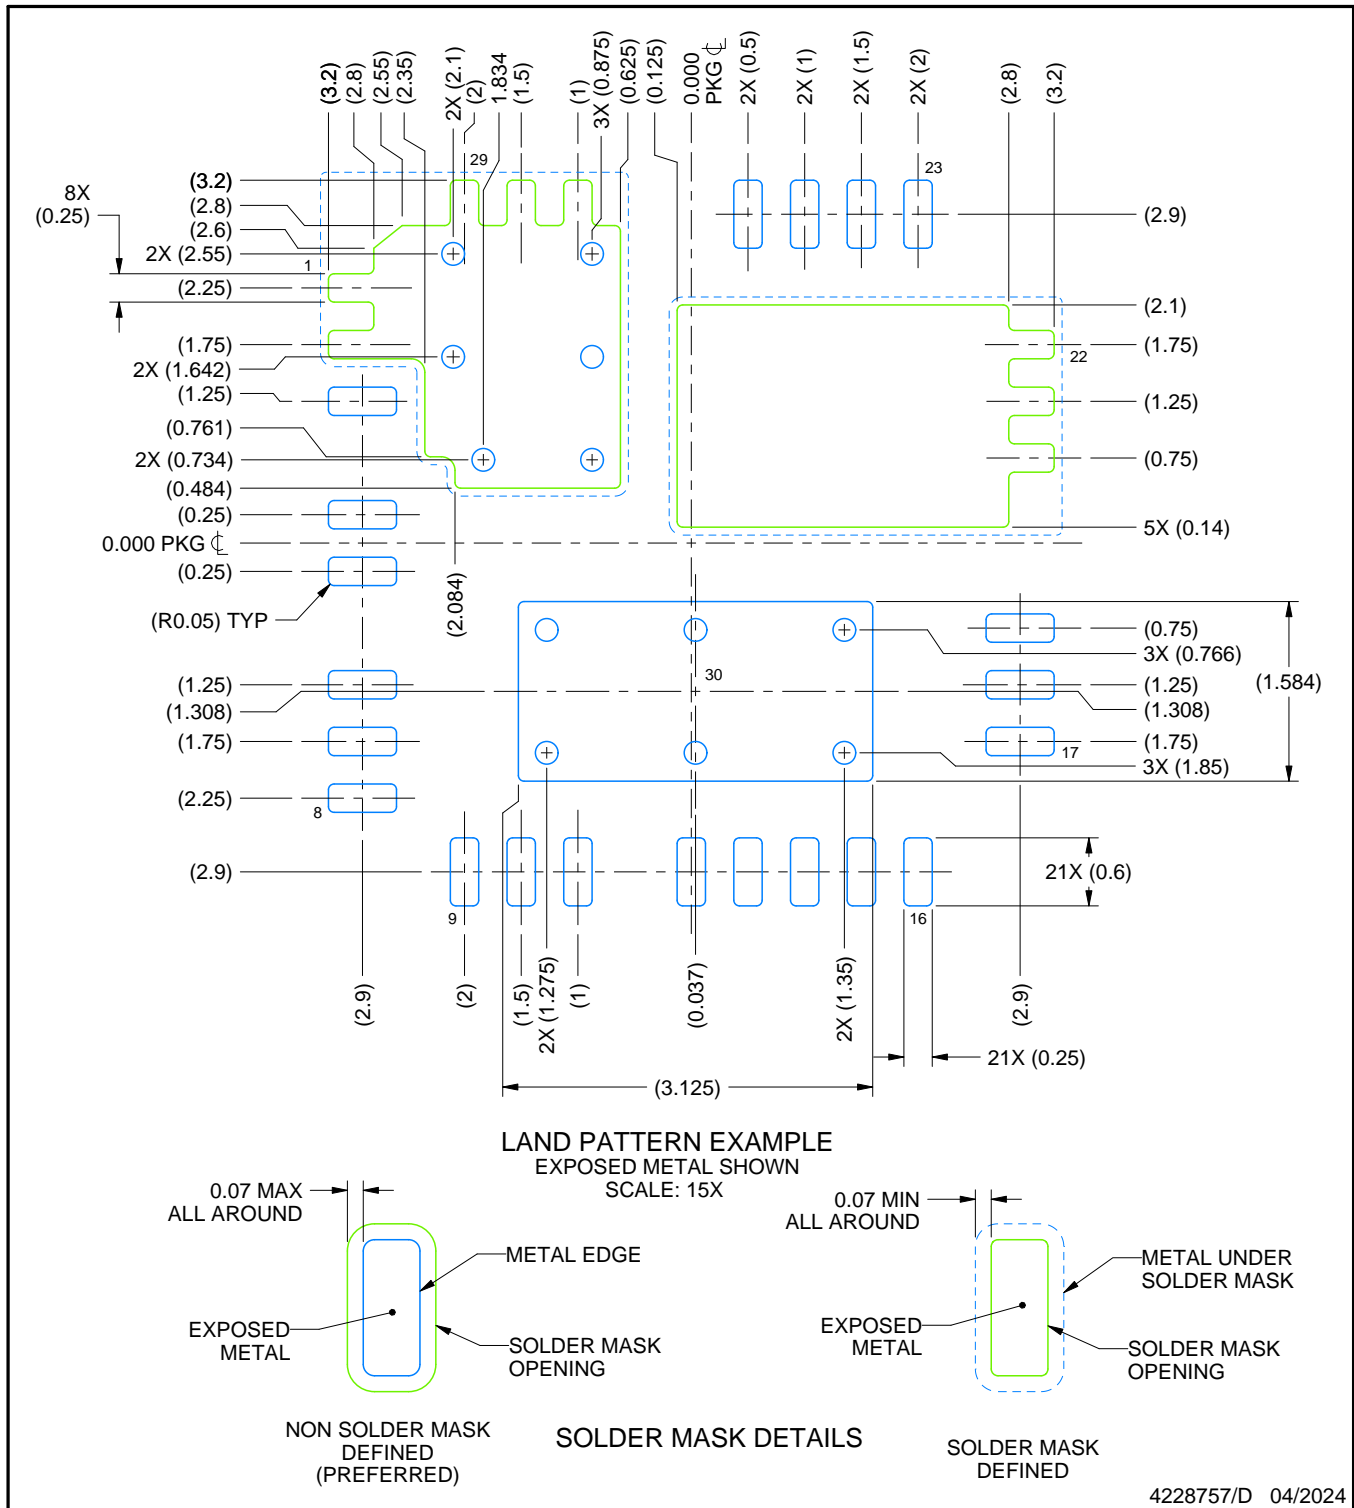 (3.2)
(2.8)
(2.55)
(2.35)
2X (2.1)
(2)
1.834
(1.5)
(1)
3X (0.875)
(0.625)
(0.125)
0.000
PKG ℄
2X (0.5)
2X (1)
2X (1.5)
2X (2)
(2.8)
(3.2)
8X
(0.25)
(3.2)
(2.8)
(2.6)
2X (2.55)
(2.25)
(1.75)
2X (1.642)
(1.25)
(0.761)
2X (0.734)
(0.484)
(0.25)
0.000 PKG ℄
(0.25)
(R0.05) TYP
(1.25)
(1.308)
(1.75)
(2.25)
(2.9)
1
29
23
22
30
17
8
9
16
(2.084)
(2.9)
(2.1)
(1.75)
(1.25)
(0.75)
5X (0.14)
(0.75)
3X (0.766)
(1.25)
(1.308)
(1.75)
3X (1.85)
(1.584)
21X (0.6)
21X (0.25)
(2.9)
(2)
(1.5)
2X (1.275)
(1)
(0.037)
2X (1.35)
(2.9)
(3.125)
LAND PATTERN EXAMPLE
EXPOSED METAL SHOWN
SCALE: 15X
0.07 MAX
ALL AROUND
METAL EDGE
EXPOSED
METAL
SOLDER MASK
OPENING
NON SOLDER MASK
DEFINED
(PREFERRED)
SOLDER MASK DETAILS
0.07 MIN
ALL AROUND
METAL UNDER
SOLDER MASK
EXPOSED
METAL
SOLDER MASK
OPENING
SOLDER MASK
DEFINED
4228757/D 04/2024